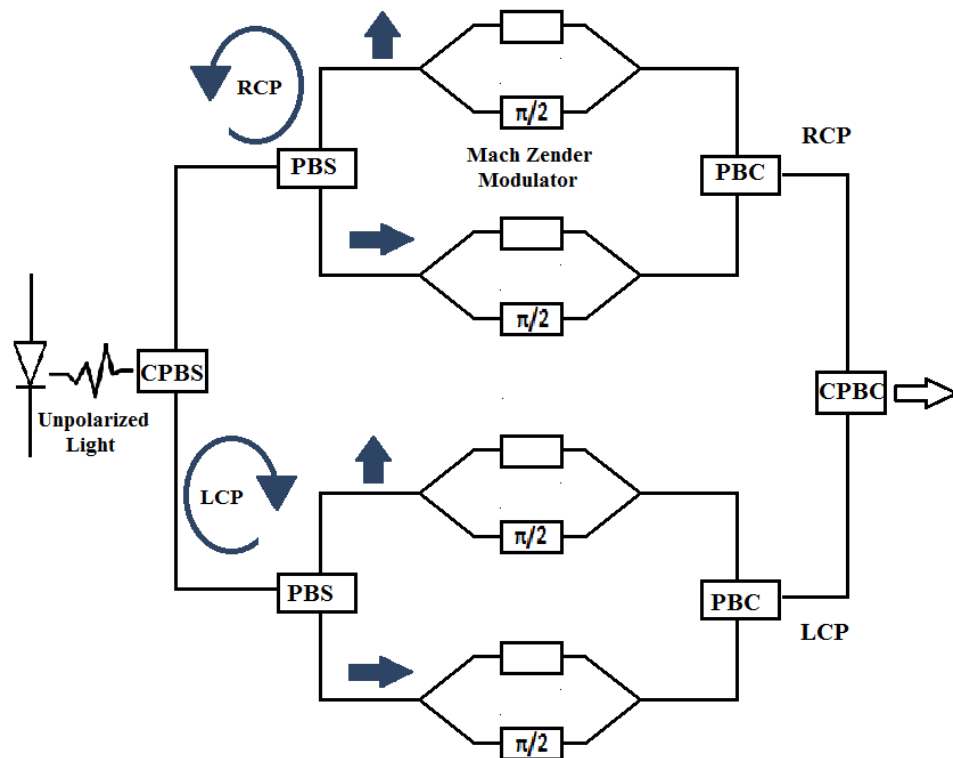 RCP
π/2
PBS
Mach Zender
Modulator
PBC
RCP
π/2
CPBS
Unpolarized
Light
CPBC
LCP
π/2
PBS
PBC
LCP
π/2